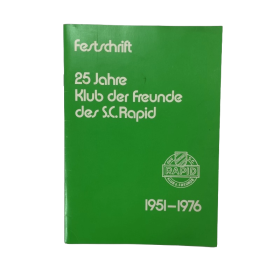 Festschrift
25 Jahre
Klub der Freunde
des S.C. Rapid
RAPID
1951–1976